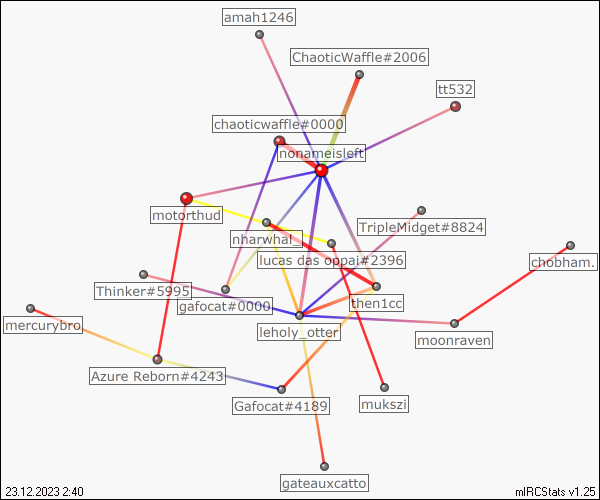 amah1246
ChaoticWaffle#2006
tt532
chaoticwaffle#0000
nonameisleft
motorthud
TripleMidget#8824
nharwhal_
lucas das oppai#2396
chobham.
Thinker#5995
gafocat#0000
then1cc
mercurybro
leholy_otter
moonraven
Azure Reborn#4243
Gafocat#4189
mukszi
gateauxcatto
23.12.2023 2:40
mIRCStats v1.25